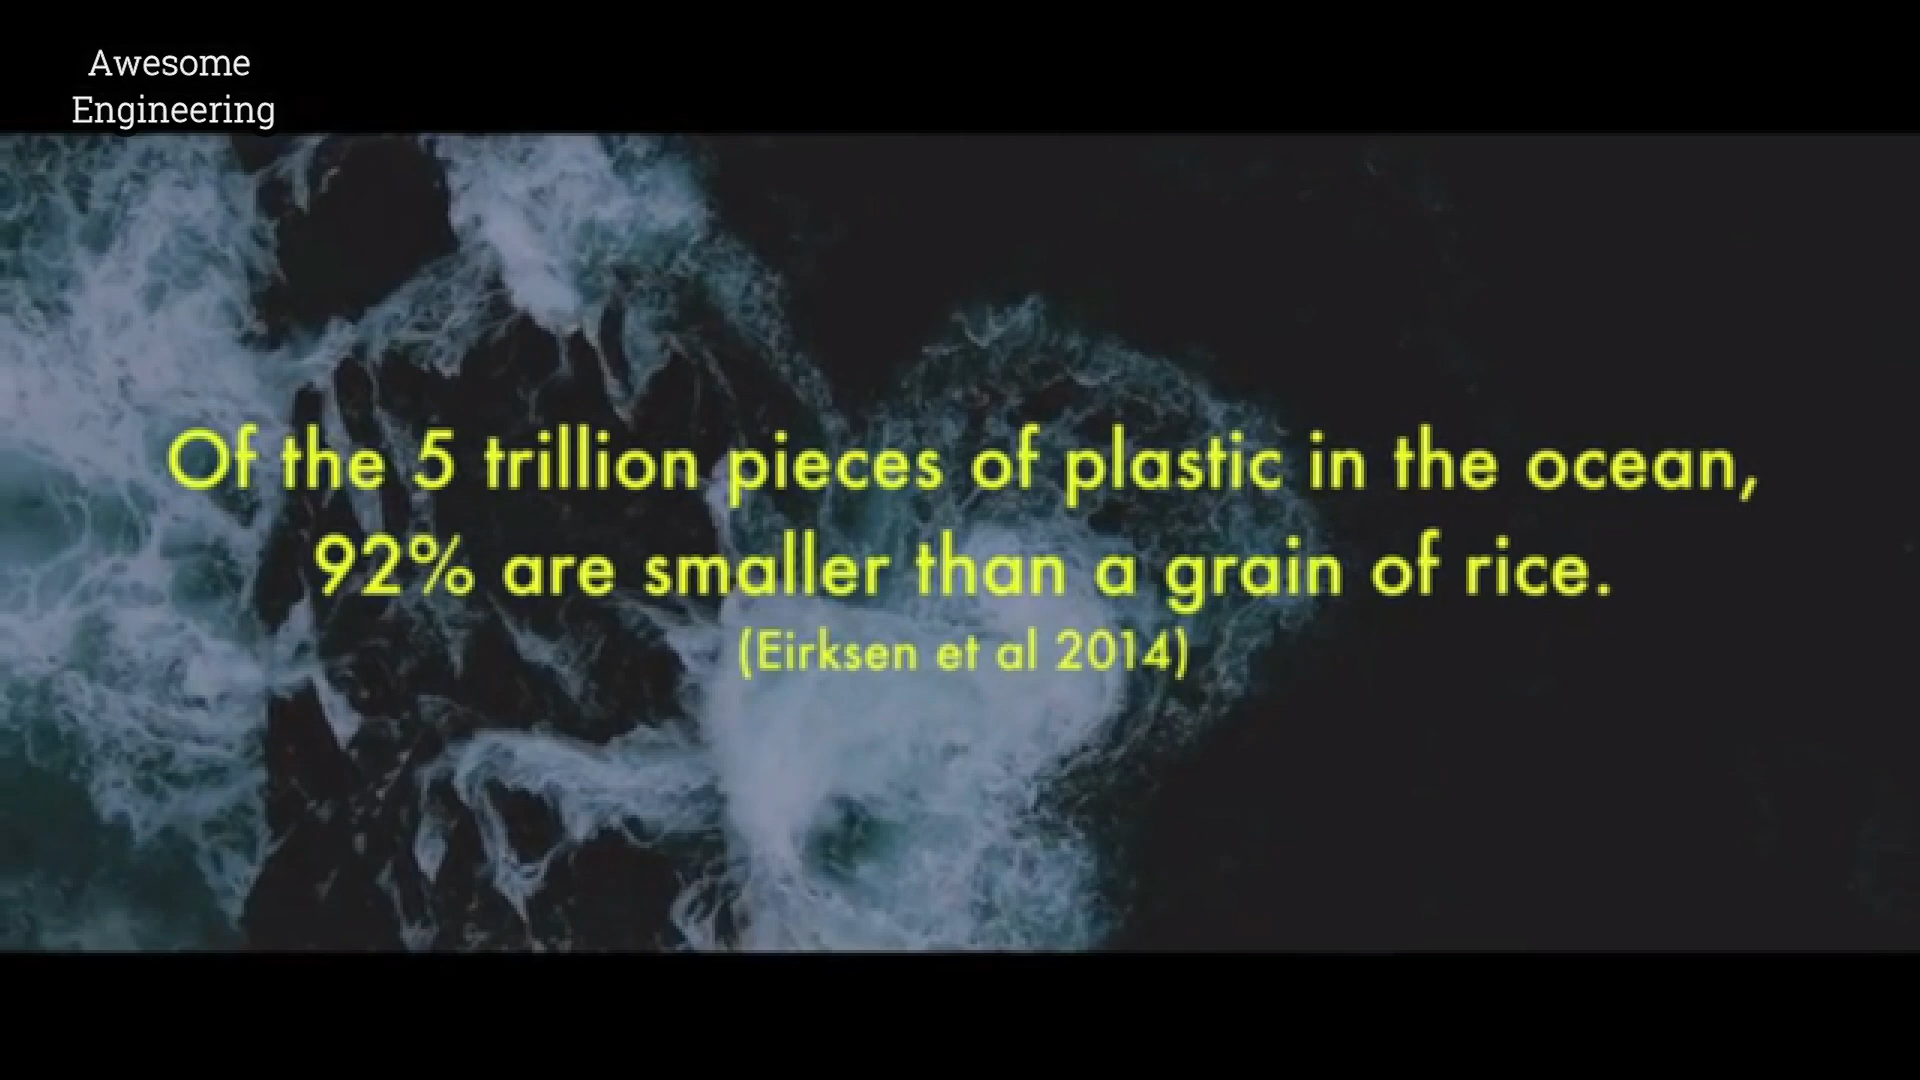 Awesome
Engineering
Of the 5 trillion pieces of plastic in the ocean,
92% are smaller than a grain of rice.
(Eirksen et al 2014)